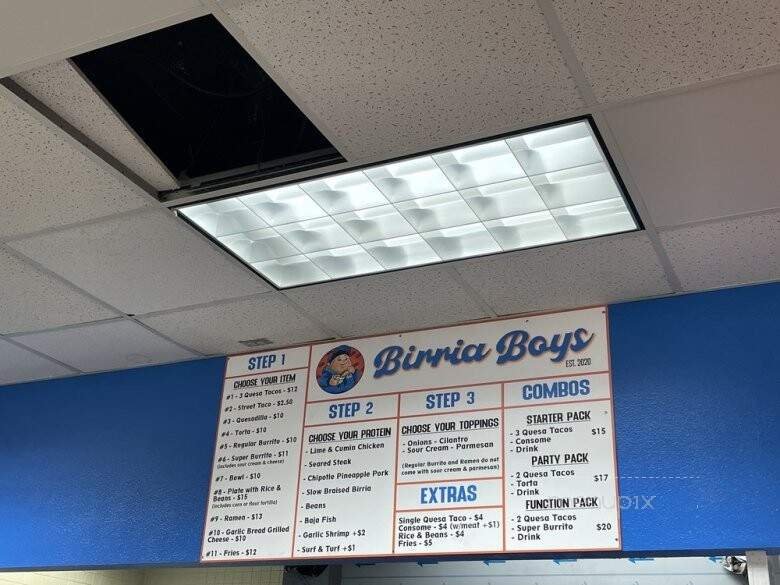 Birria Boys
EST. 2020
STEP 1
CHOOSE YOUR ITEM
#1 - 3 Quesa Tacos - $12
#2 - Street Taco - $2.50
#3 - Quesadilla - $10
#4 - Torta - $10
#5 - Regular Burrito - $10
#6 - Super Burrito - $11
(includes sour cream & cheese)
#7 - Bowl - $10
#8 - Plate with Rice &
Beans - $15
(includes corn or flour tortilla)
#9 - Ramen - $13
#10 - Garlic Bread Grilled
Cheese - $10
#11 - Fries - $12
STEP 2
CHOOSE YOUR PROTEIN
- Lime & Cumin Chicken
- Seared Steak
- Chipotle Pineapple Pork
- Slow Braised Birria
- Beans
- Baja Fish
- Garlic Shrimp +$2
- Surf & Turf +$1
STEP 3
CHOOSE YOUR TOPPINGS
- Onions - Cilantro
- Sour Cream - Parmesan
(Regular Burrito and Ramen do not
come with sour cream & parmesan)
EXTRAS
Single Quesa Taco - $4
Consome - $4 (w/meat +$1)
Rice & Beans - $4
Fries - $5
COMBOS
STARTER PACK
- 3 Quesa Tacos $15
- Consome
- Drink
PARTY PACK
- 2 Quesa Tacos $17
- Torta
- Drink
FUNCTION PACK
- 2 Quesa Tacos
- Super Burrito $20
- Drink